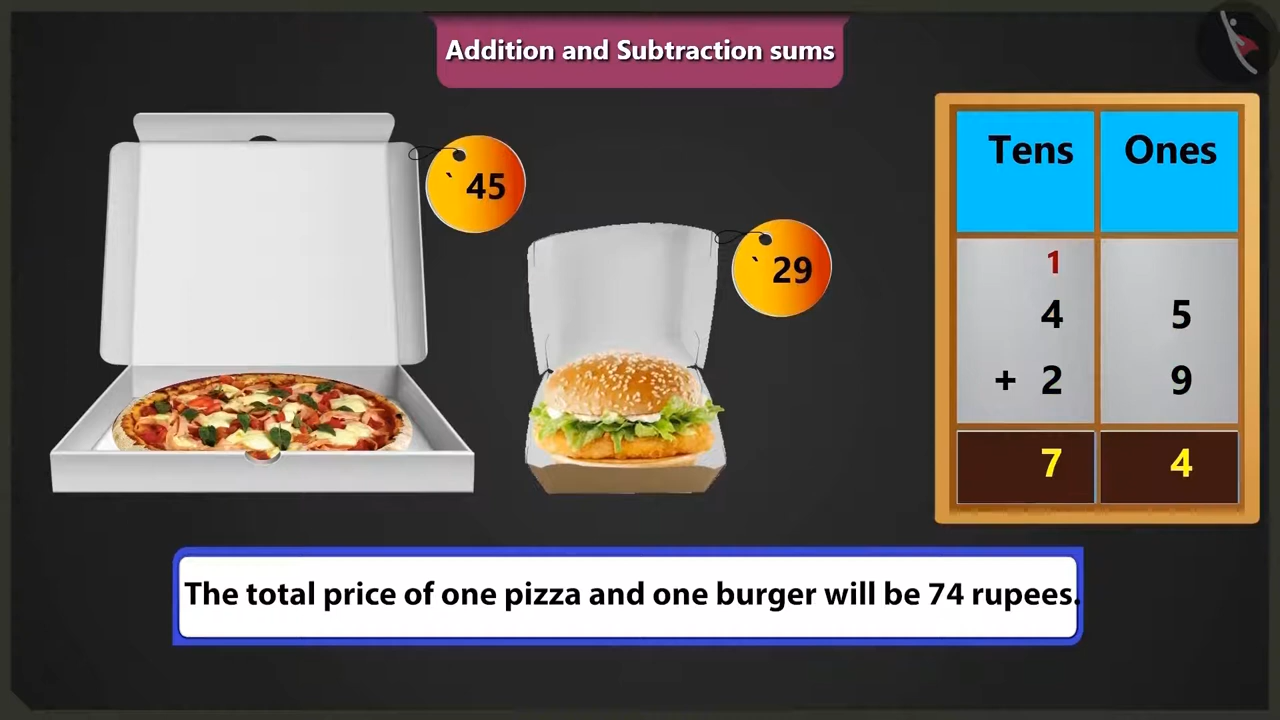 Addition and Subtraction sums
` 45
` 29
Tens Ones
1
4 5
+ 2 9
7 4
The total price of one pizza and one burger will be 74 rupees.